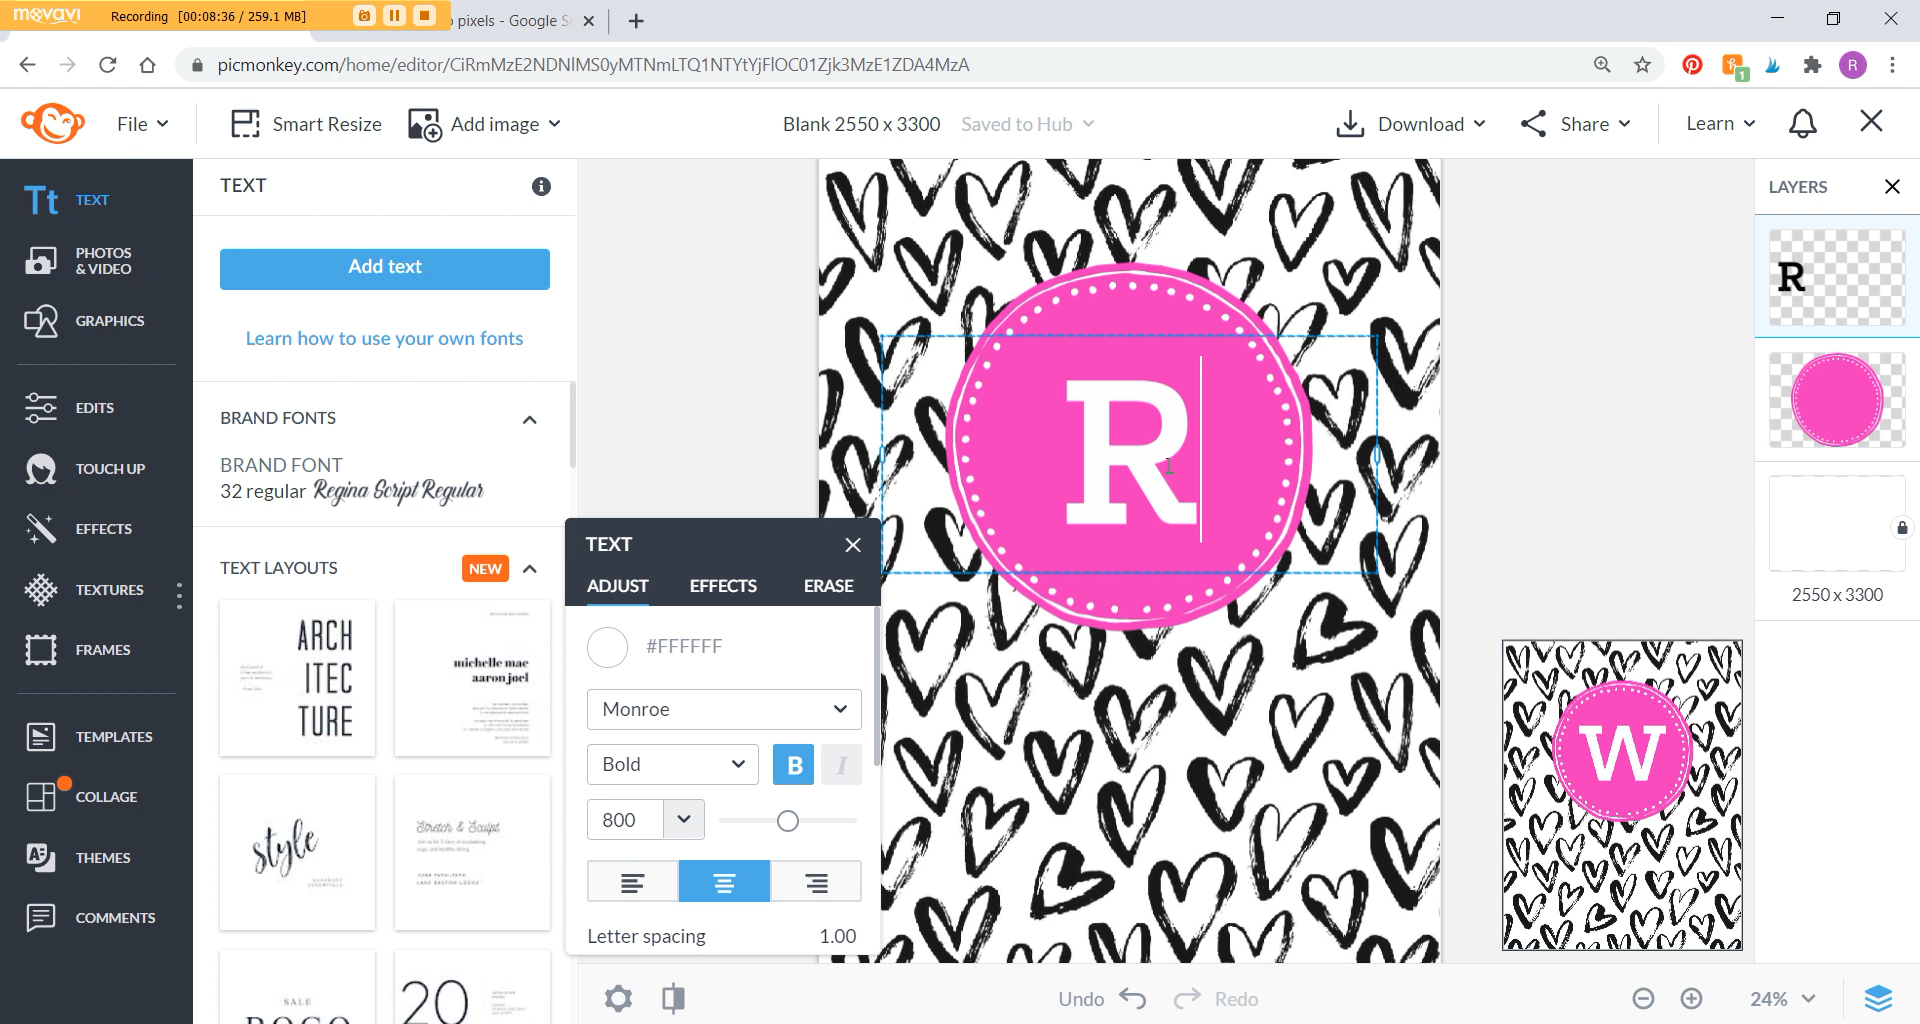 movavi
Recording [00:08:36 / 259.1 MB]
pixels - Google S
picmonkey.com/home/editor/CiRmMzE2NDNlMS0yMTNmLTQ1NTYtYjFlOC01Zjk3MzE1ZDA4MzA
1
R
File
Smart Resize
Add image
Blank 2550 x 3300
Saved to Hub
Download
Share
Learn
Tt TEXT
PHOTOS
& VIDEO
GRAPHICS
EDITS
TOUCH UP
EFFECTS
TEXTURES
FRAMES
TEMPLATES
COLLAGE
THEMES
COMMENTS
TEXT
Add text
Learn how to use your own fonts
BRAND FONTS
BRAND FONT
32 regular Regina Script Regular
TEXT LAYOUTS
NEW
ARCH
ITEC
TURE
michelle mae
aaron joel
style
Stretch & Sculpt
SALE
BOGO
20
TEXT
ADJUST
EFFECTS
ERASE
#FFFFFF
Monroe
Bold
B
I
800
Letter spacing
1.00
R
LAYERS
R
2550 x 3300
W
Undo
Redo
24%